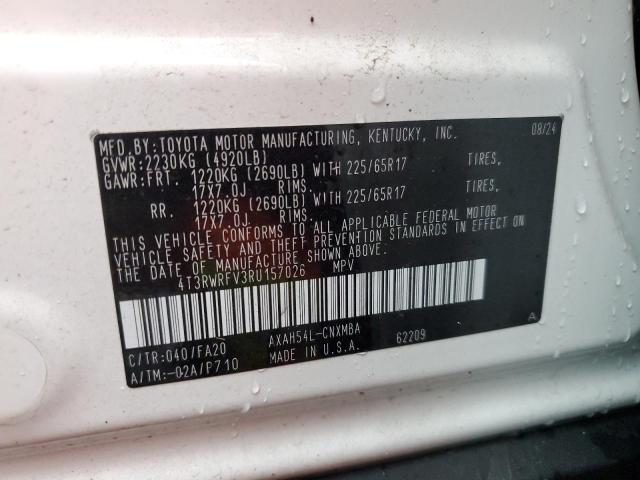 MFD.BY:TOYOTA MOTOR MANUFACTURING, KENTUCKY, INC. 08/24
GVWR:2230KG (4920LB)
GAWR:FRT. 1220KG (2690LB) WITH 225/65R17 TIRES,
17X7.0J RIMS.
RR. 1220KG (2690LB) WITH 225/65R17 TIRES,
17X7.0J RIMS.
THIS VEHICLE CONFORMS TO ALL APPLICABLE FEDERAL MOTOR
VEHICLE SAFETY AND THEFT PREVENTION STANDARDS IN EFFECT ON
THE DATE OF MANUFACTURE SHOWN ABOVE.
4T3RWRFV3RU157026 MPV
A
C/TR:040/FA20 AXAH54L-CNXMBA 62209
A/TM:-02A/P710 MADE IN U.S.A.